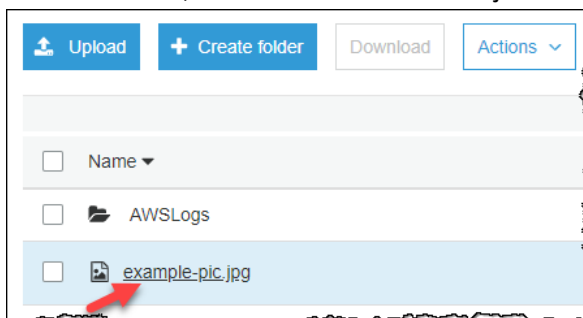 Upload + Create folder Download Actions
Name
AWSLogs
example-pic.jpg